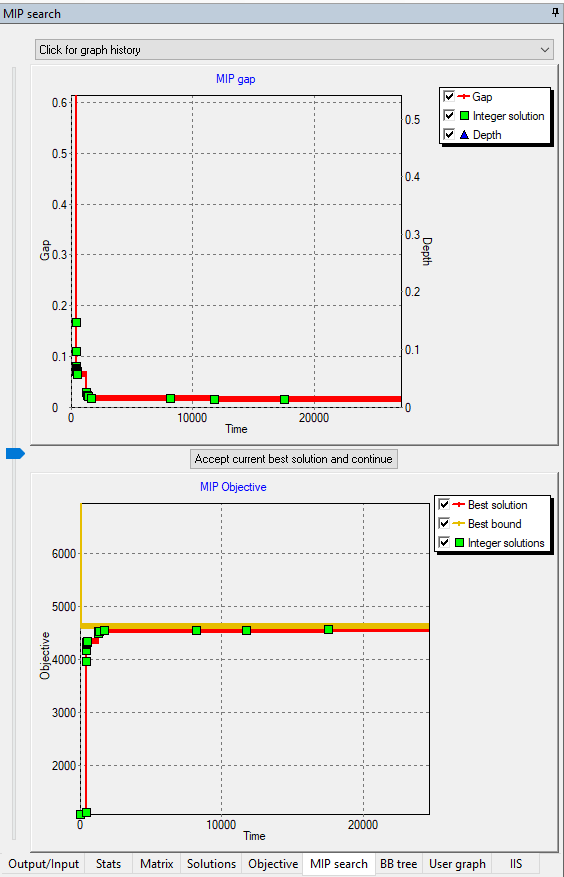 MIP search
Click for graph history
MIP gap
0.6
0.5
0.4
0.3
0.2
0.1
0
Gap
0.5
0.4
0.3
0.2
0.1
0
Depth
0 10000 20000
Time
Gap
Integer solution
Depth
Accept current best solution and continue
MIP Objective
6000
5000
4000
3000
2000
Objective
0 10000 20000
Time
Best solution
Best bound
Integer solutions
Output/Input Stats Matrix Solutions Objective MIP search BB tree User graph IIS